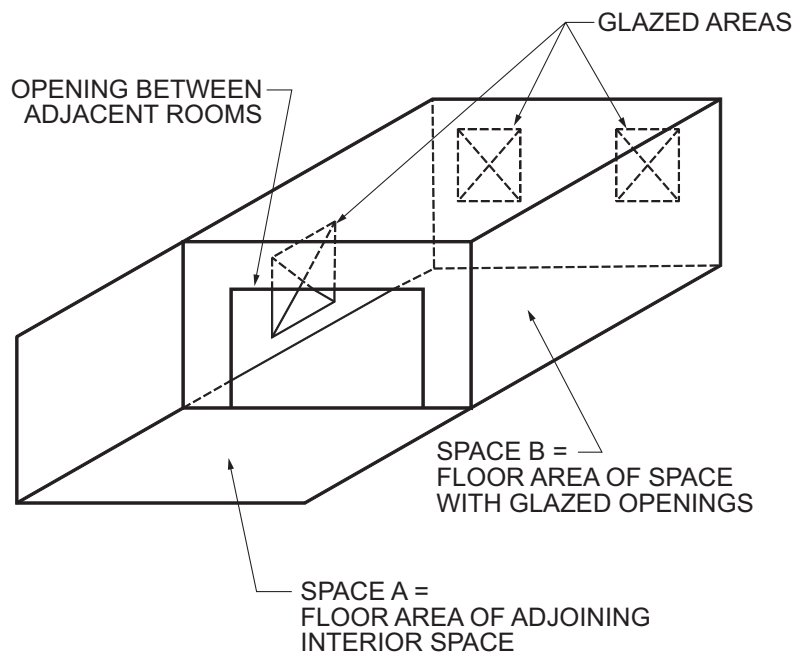 GLAZED AREAS
OPENING BETWEEN
ADJACENT ROOMS
SPACE B =
FLOOR AREA OF SPACE
WITH GLAZED OPENINGS
SPACE A =
FLOOR AREA OF ADJOINING
INTERIOR SPACE